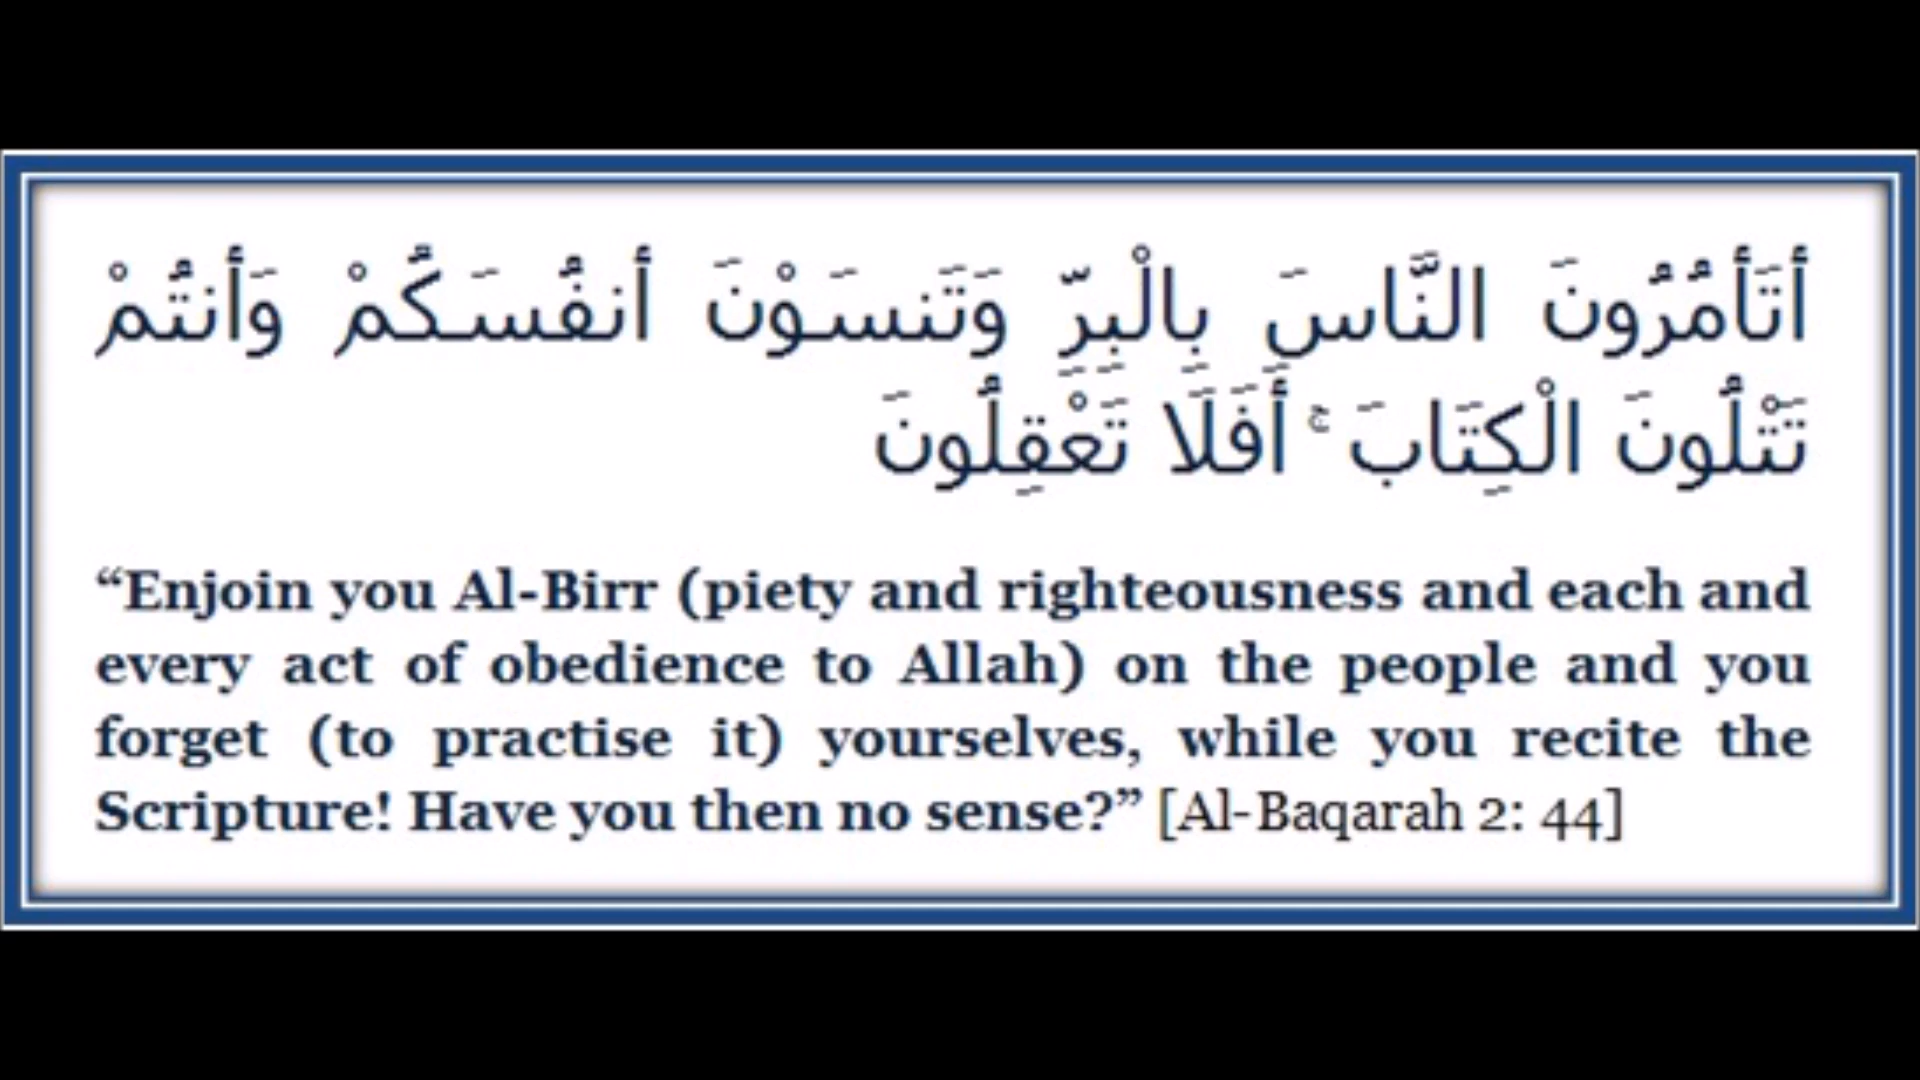 أَتَأْمُرُونَ النَّاسَ بِالْبِرِّ وَتَنسَوْنَ أَنفُسَكُمْ وَأَنتُمْ
تَتْلُونَ الْكِتَابَ ۚ أَفَلَا تَعْقِلُونَ
“Enjoin you Al-Birr (piety and righteousness and each and
every act of obedience to Allah) on the people and you
forget (to practise it) yourselves, while you recite the
Scripture! Have you then no sense?” [Al-Baqarah 2: 44]